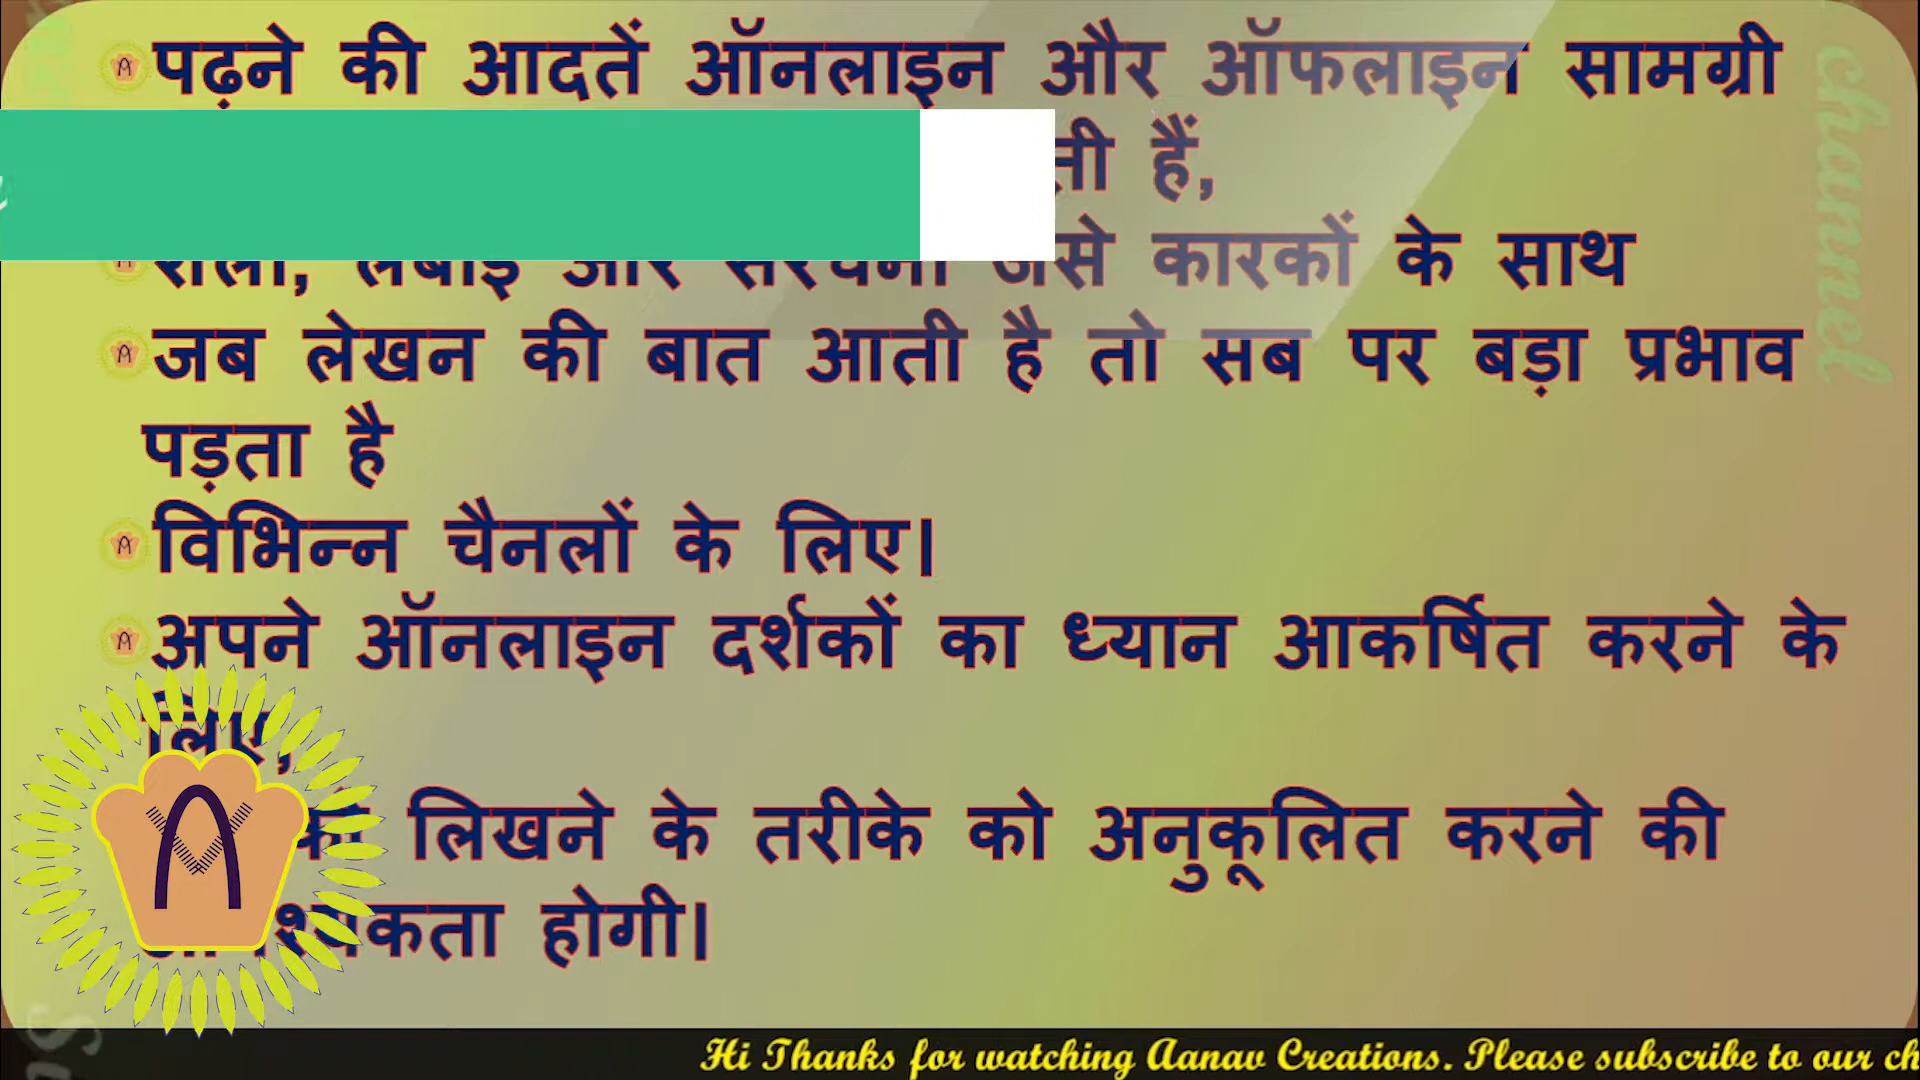 पढ़ने की आदतें ऑनलाइन और ऑफलाइन सामग्री
हैं,
कारकों के साथ
जब लेखन की बात आती है तो सब पर बड़ा प्रभाव
पड़ता है
विभिन्न चैनलों के लिए।
अपने ऑनलाइन दर्शकों का ध्यान आकर्षित करने के
लिए,
लिखने के तरीके को अनुकूलित करने की
होगी।
channel
Hi Thanks for watching Aanav Creations. Please subscribe to our ch